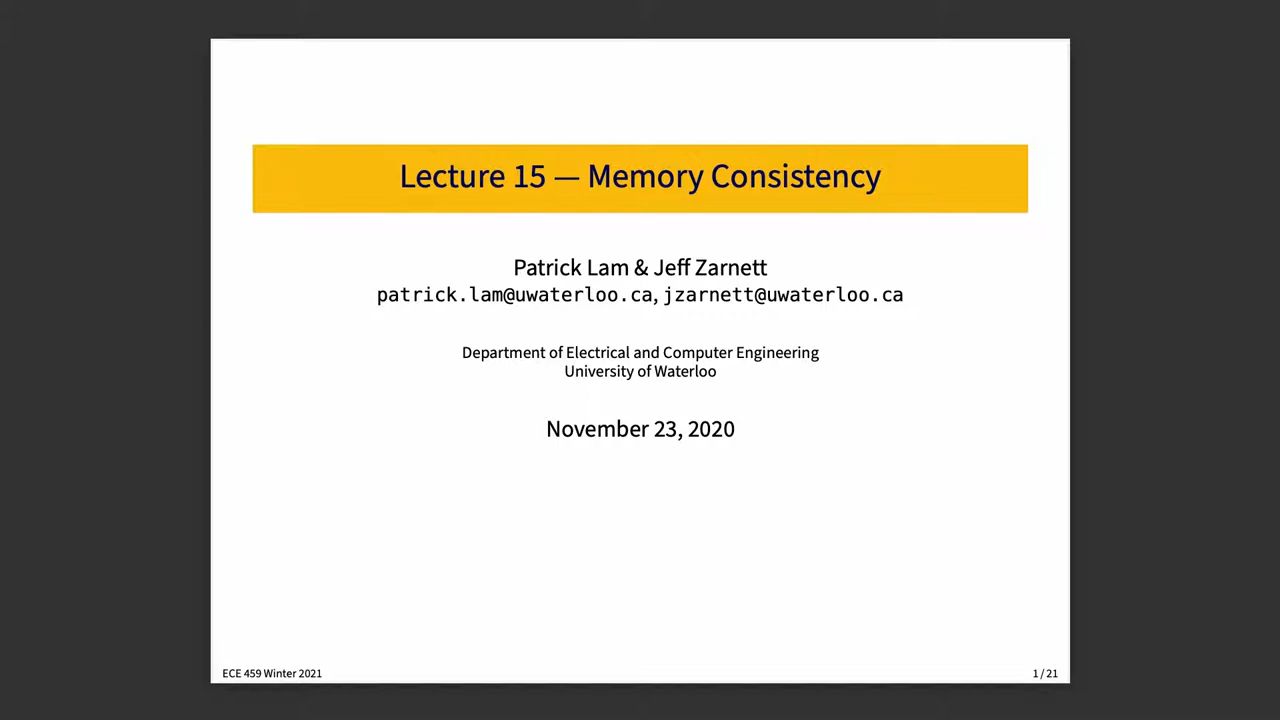 Lecture 15 — Memory Consistency
Patrick Lam & Jeff Zarnett
patrick.lam@uwaterloo.ca, jzarnett@uwaterloo.ca
Department of Electrical and Computer Engineering
University of Waterloo
November 23, 2020
ECE 459 Winter 2021
1 / 21